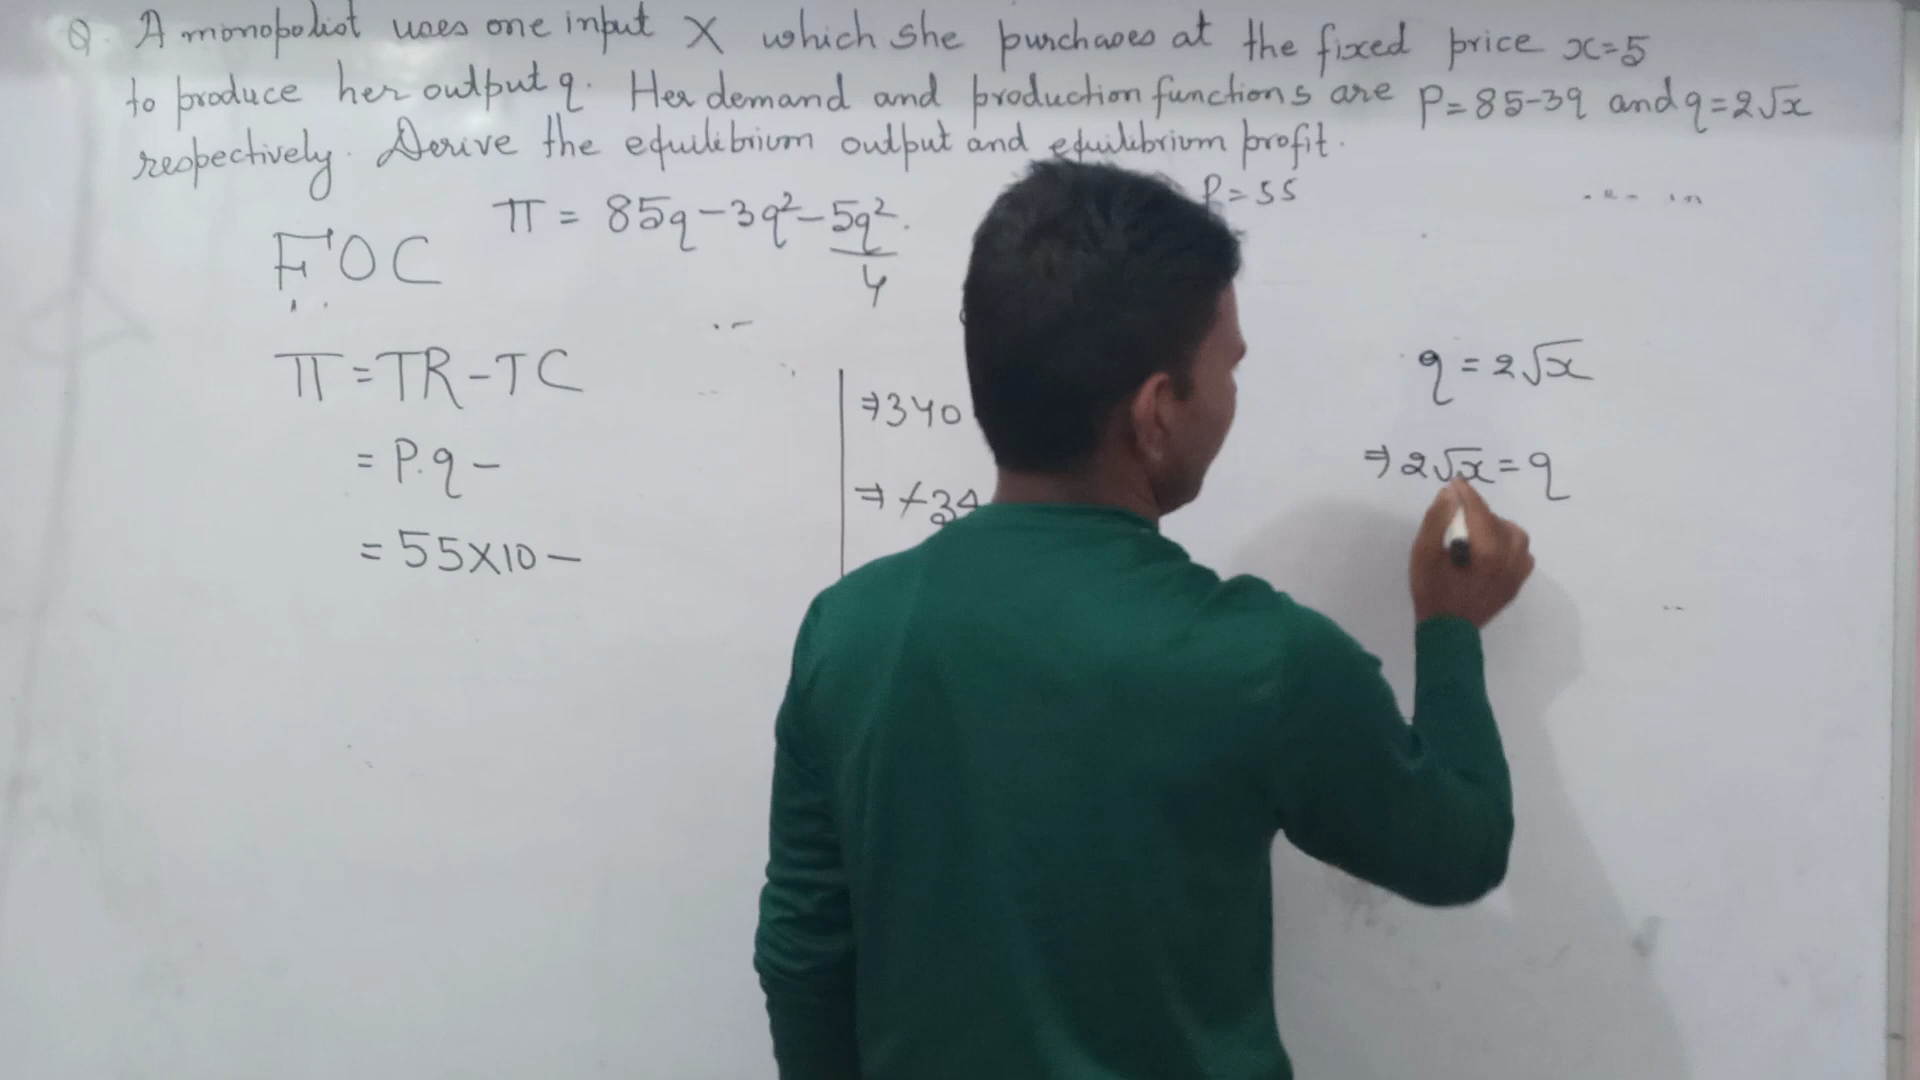 Q. A monopolist uses one input X which she purchases at the fixed price x=5
to produce her output q. Her demand and production functions are P=85-3q and q=2√x
respectively. Derive the equilibrium output and equilibrium profit.
P=55
π = 85q-3q²-5q²/4
FOC
π=TR-TC
= P.q-
= 55×10-
⇒340
⇒ +34
q=2√x
⇒2√x=q